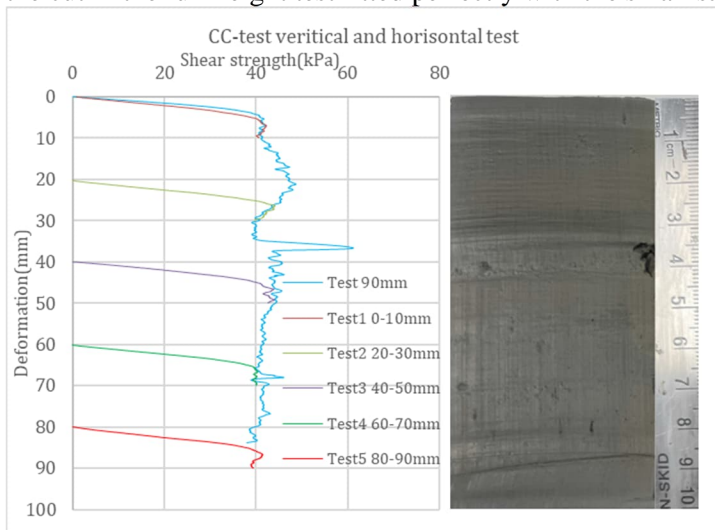 CC-test veritical and horisontal test
Shear strength(kPa)
0 20 40 60 80
0
10
20
30
40
50
60
70
80
90
100
Deformation(mm)
Test 90mm
Test1 0-10mm
Test2 20-30mm
Test3 40-50mm
Test4 60-70mm
Test5 80-90mm
1 cm 2 3 4 5 6 7 8 9 10
N-SKID